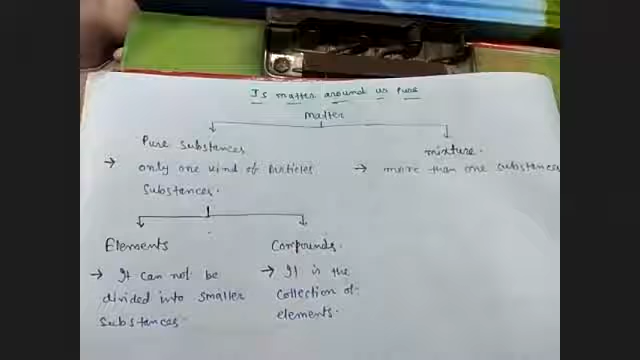 Is matter around us Pure
Matter
Pure Substances
→ only one kind of Particles
Substances.
mixture.
→ more than one substances
Elements
→ It can not be
divided into smaller
substances
Compounds.
→ It is the
collection of
elements.